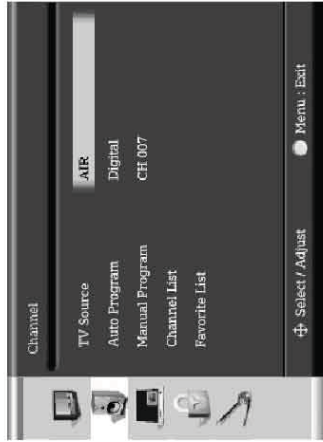 Channel
TV Source AIR
Auto Program Digital
Manual Program CH 007
Channel List
Favorite List
Select / Adjust Menu : Exit